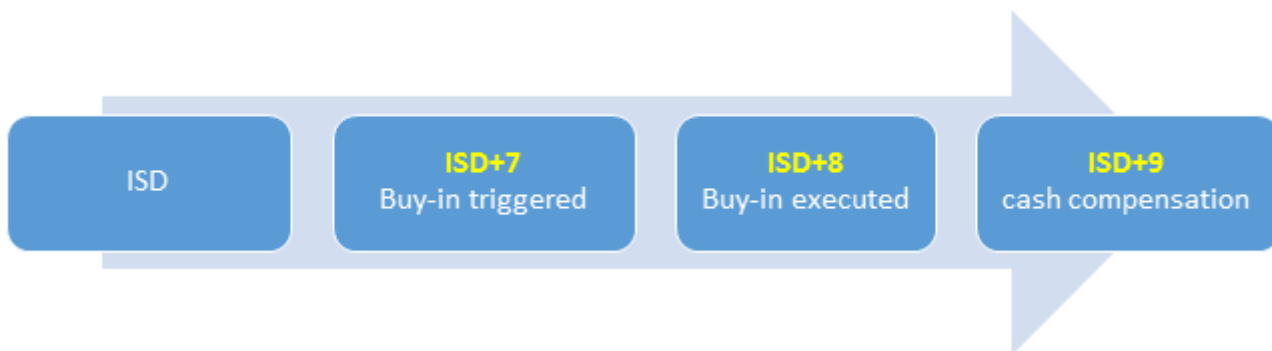 ISD
ISD+7
Buy-in triggered
ISD+8
Buy-in executed
ISD+9
cash compensation